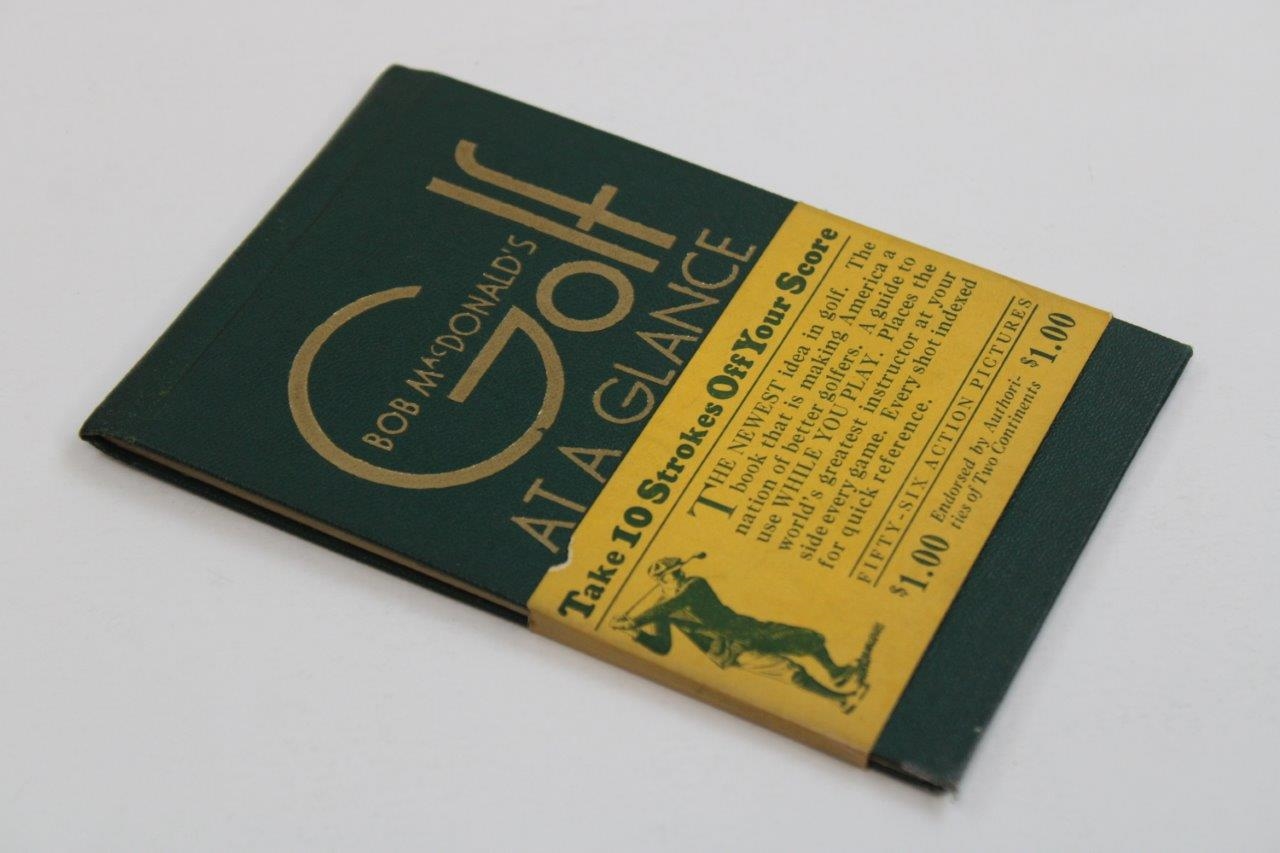 BOB MACDONALD'S
Golf
AT A GLANCE
Take 10 Strokes Off Your Score
THE NEWEST idea in golf. The
book that is making America a
nation of better golfers. A guide to
use WHILE YOU PLAY. Places the
world's greatest instructor at your
side every game. Every shot indexed
for quick reference.
FIFTY-SIX ACTION PICTURES
$1.00 Endorsed by Authori-
ties of Two Continents $1.00